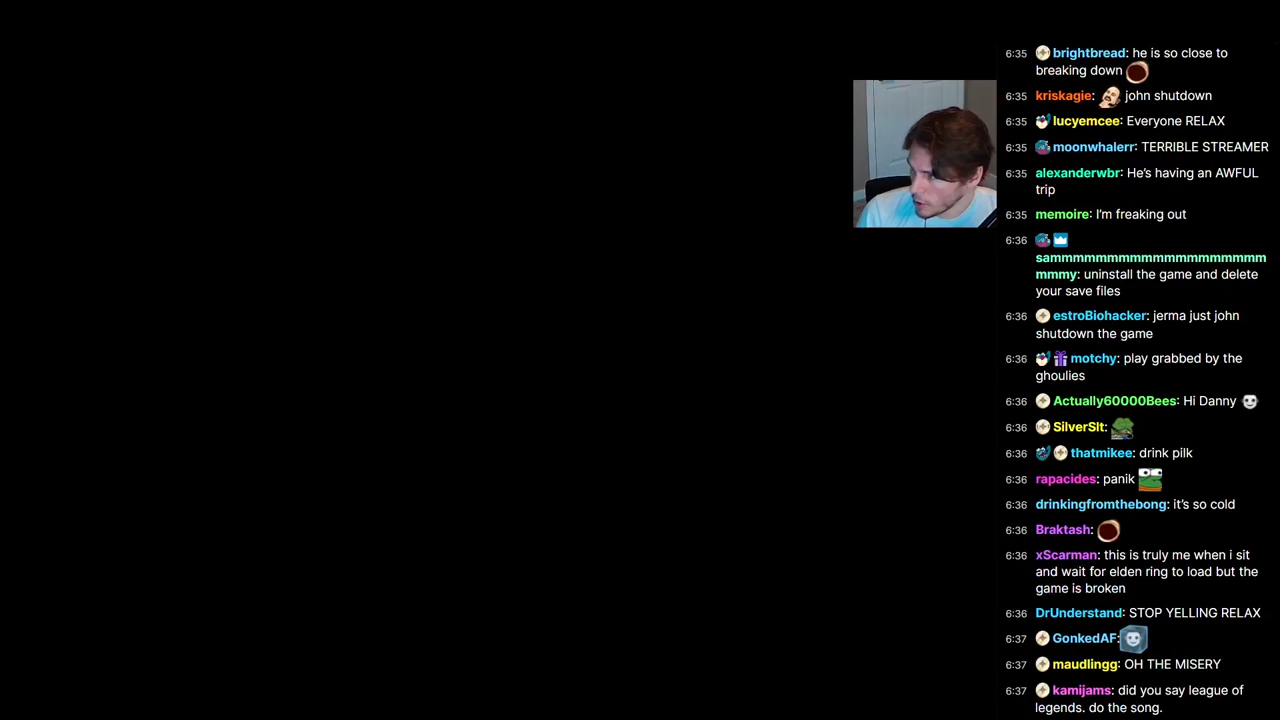 6:35 brightbread: he is so close to
breaking down
6:35 kriskagie: john shutdown
6:35 lucyemcee: Everyone RELAX
6:35 moonwhalerr: TERRIBLE STREAMER
6:35 alexanderwbr: He's having an AWFUL
trip
6:35 memoire: I'm freaking out
6:36
sammmmmmmmmmmmmmmmmmmm
mmmy: uninstall the game and delete
your save files
6:36 estroBiohacker: jerma just john
shutdown the game
6:36 motchy: play grabbed by the
ghoulies
6:36 Actually60000Bees: Hi Danny
6:36 SilverSlt:
6:36 thatmikee: drink pilk
6:36 rapacides: panik
6:36 drinkingfromthebong: it's so cold
6:36 Braktash:
6:36 xScarman: this is truly me when i sit
and wait for elden ring to load but the
game is broken
6:36 DrUnderstand: STOP YELLING RELAX
6:37 GonkedAF:
6:37 maudlingg: OH THE MISERY
6:37 kamijams: did you say league of
legends. do the song.